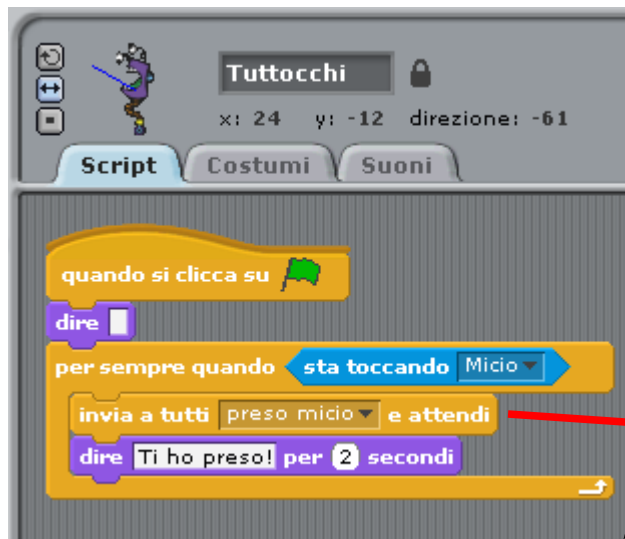 Tuttocchi
x: 24 y: -12 direzione: -61
Script Costumi Suoni
quando si clicca su
dire
per sempre quando sta toccando Micio
invia a tutti preso micio e attendi
dire Ti ho preso! per 2 secondi